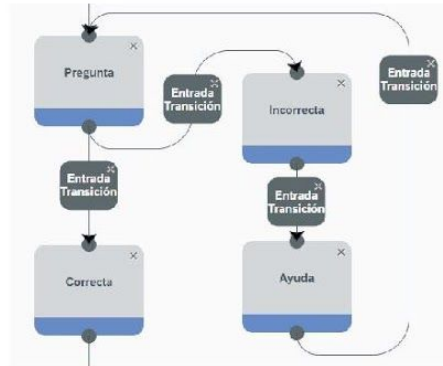 Pregunta
Entrada
Transición
Incorrecta
Entrada
Transición
Entrada
Transición
Entrada
Transición
Correcta
Ayuda